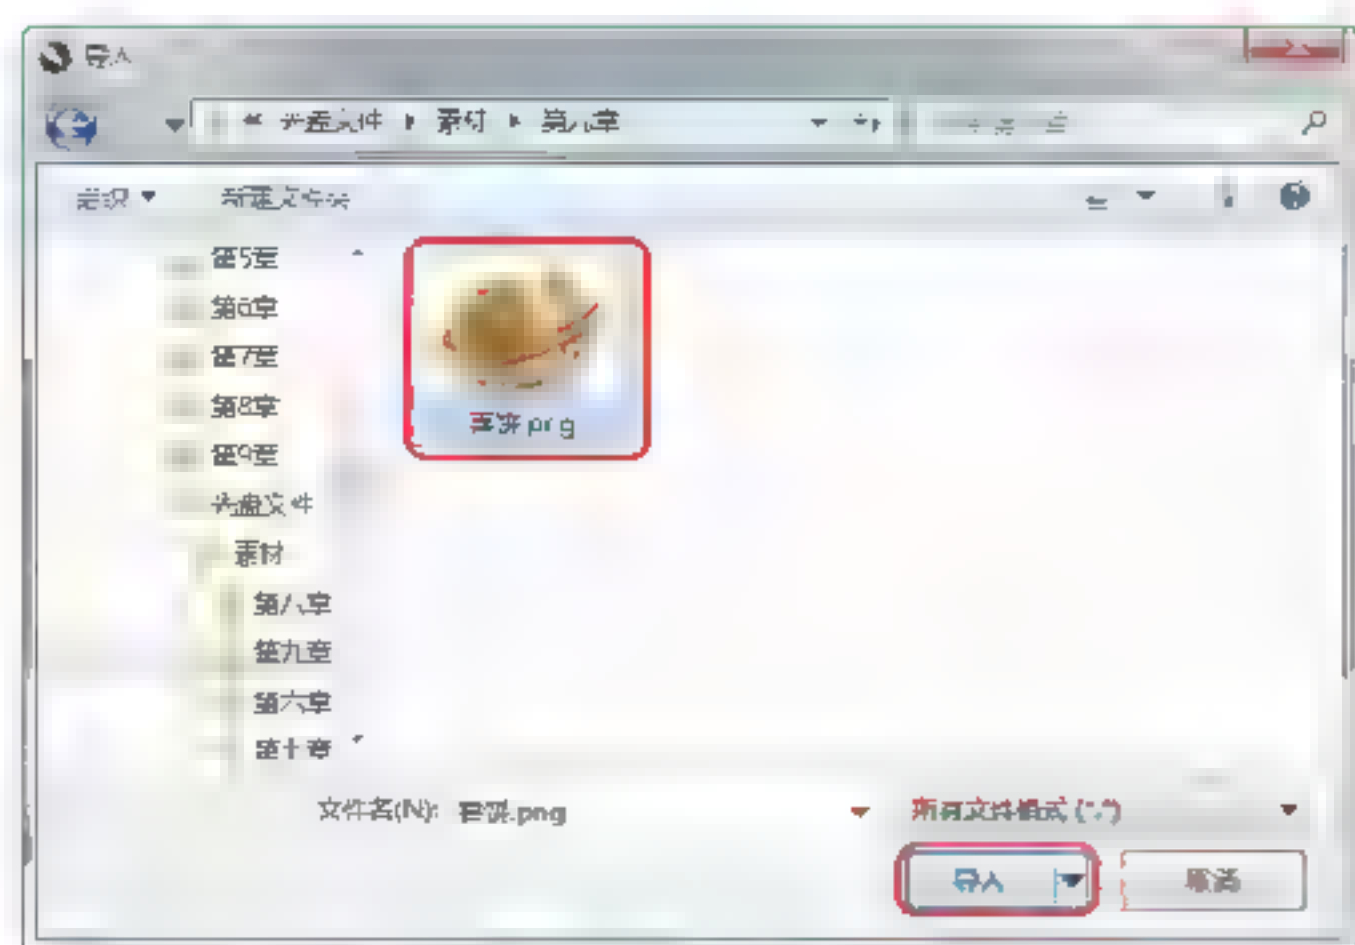 导入
« 光盘文件 ▸ 素材 ▸ 第八章
组织 ▼ 新建文件夹
第5章
第6章
第7章
第8章
第9章
光盘文件
素材
第八章
第九章
第六章
第十章
.png
文件名(N): .png
所有文件格式 (*.*)
导入 取消